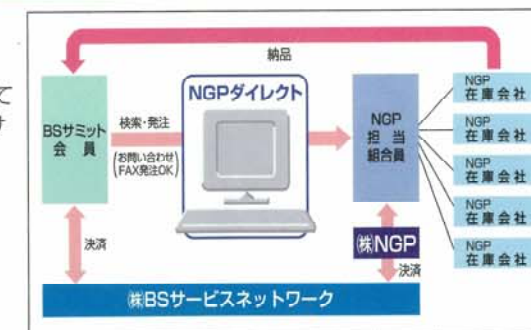 て
納品
NGPダイレクト
BSサミット
会員
検索・発注
(お問い合わせ
FAX発注OK)
NGP
担当
組合員
NGP
在庫会社
NGP
在庫会社
NGP
在庫会社
NGP
在庫会社
NGP
在庫会社
決済
㈱NGP
決済
㈱BSサービスネットワーク